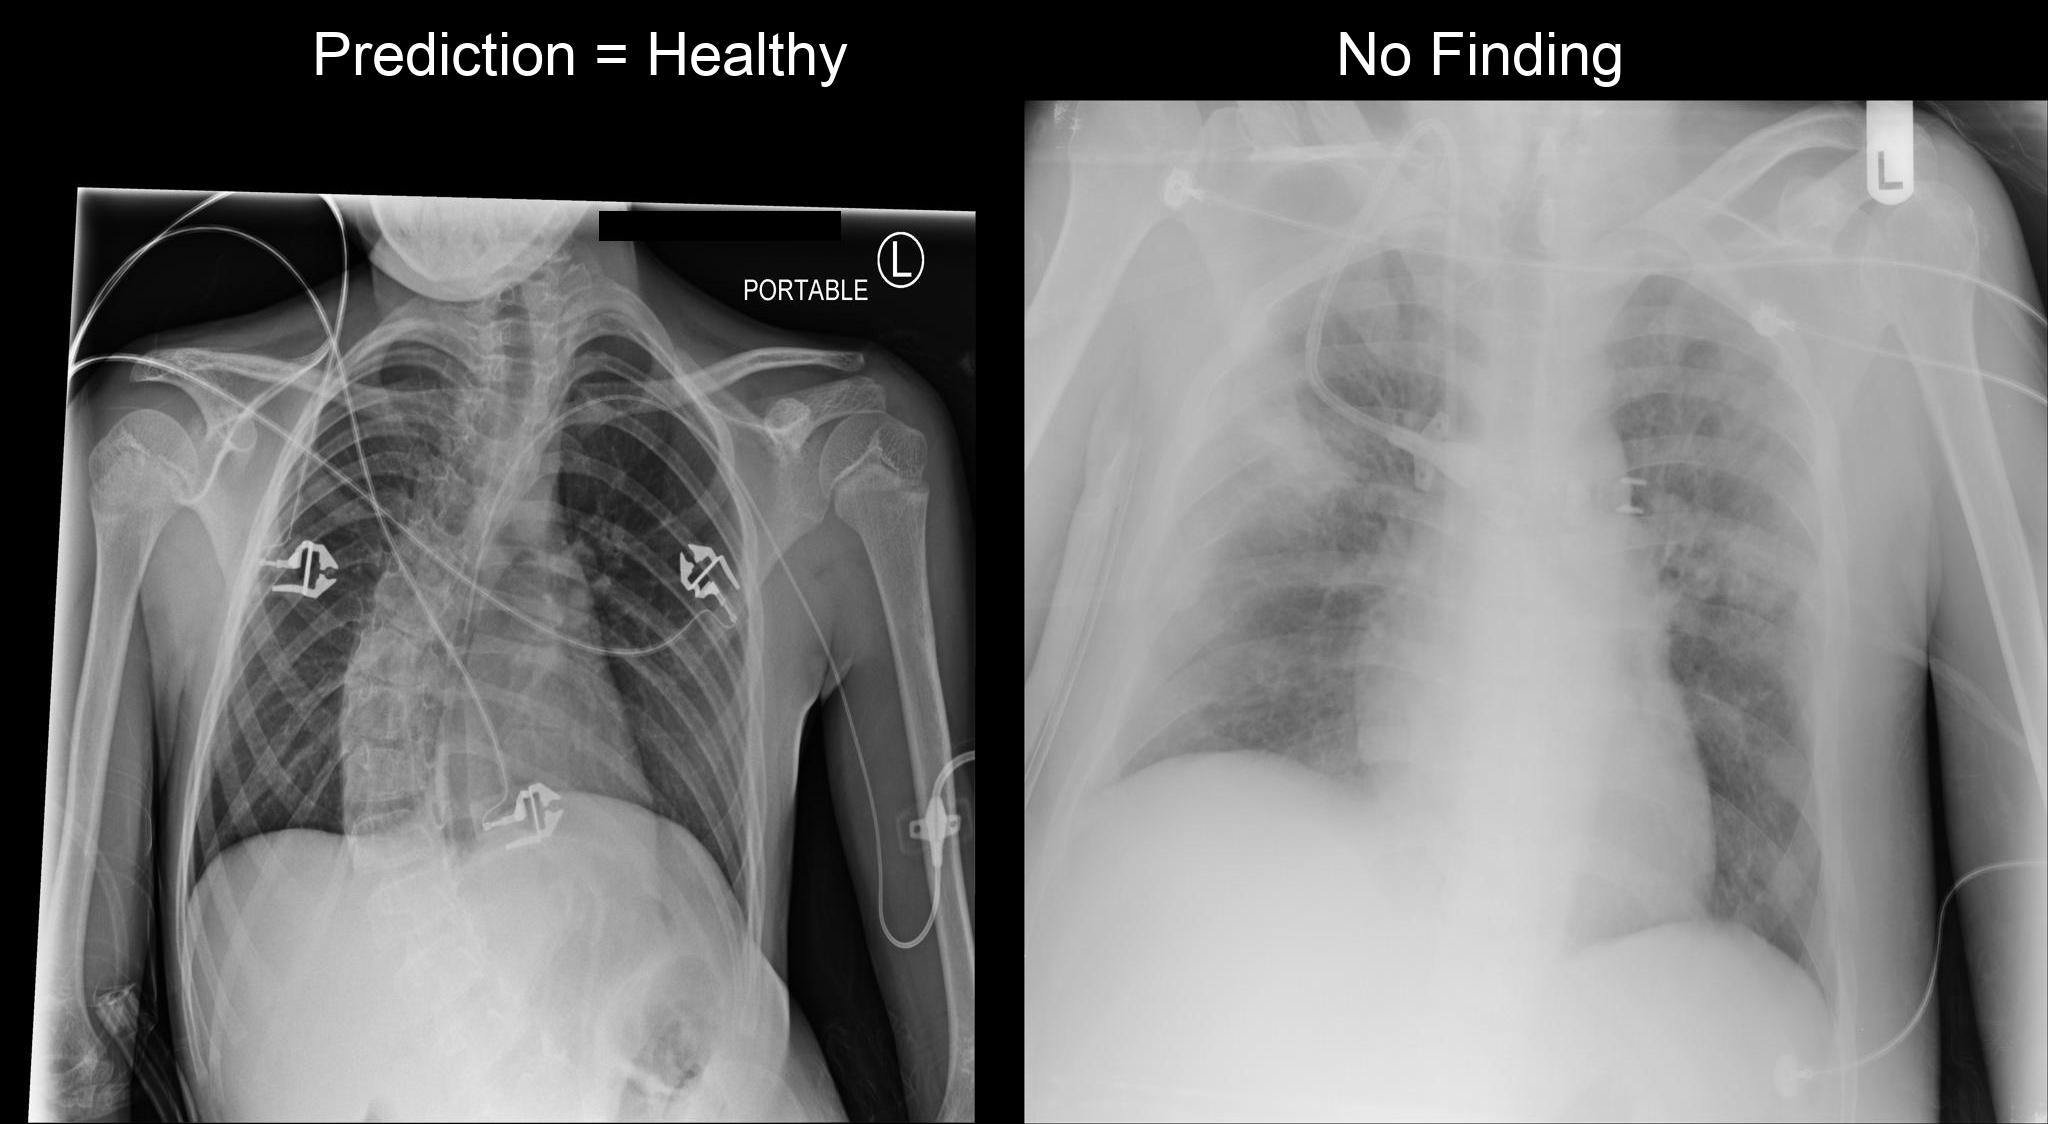 Prediction = Healthy
No Finding
L
PORTABLE
L